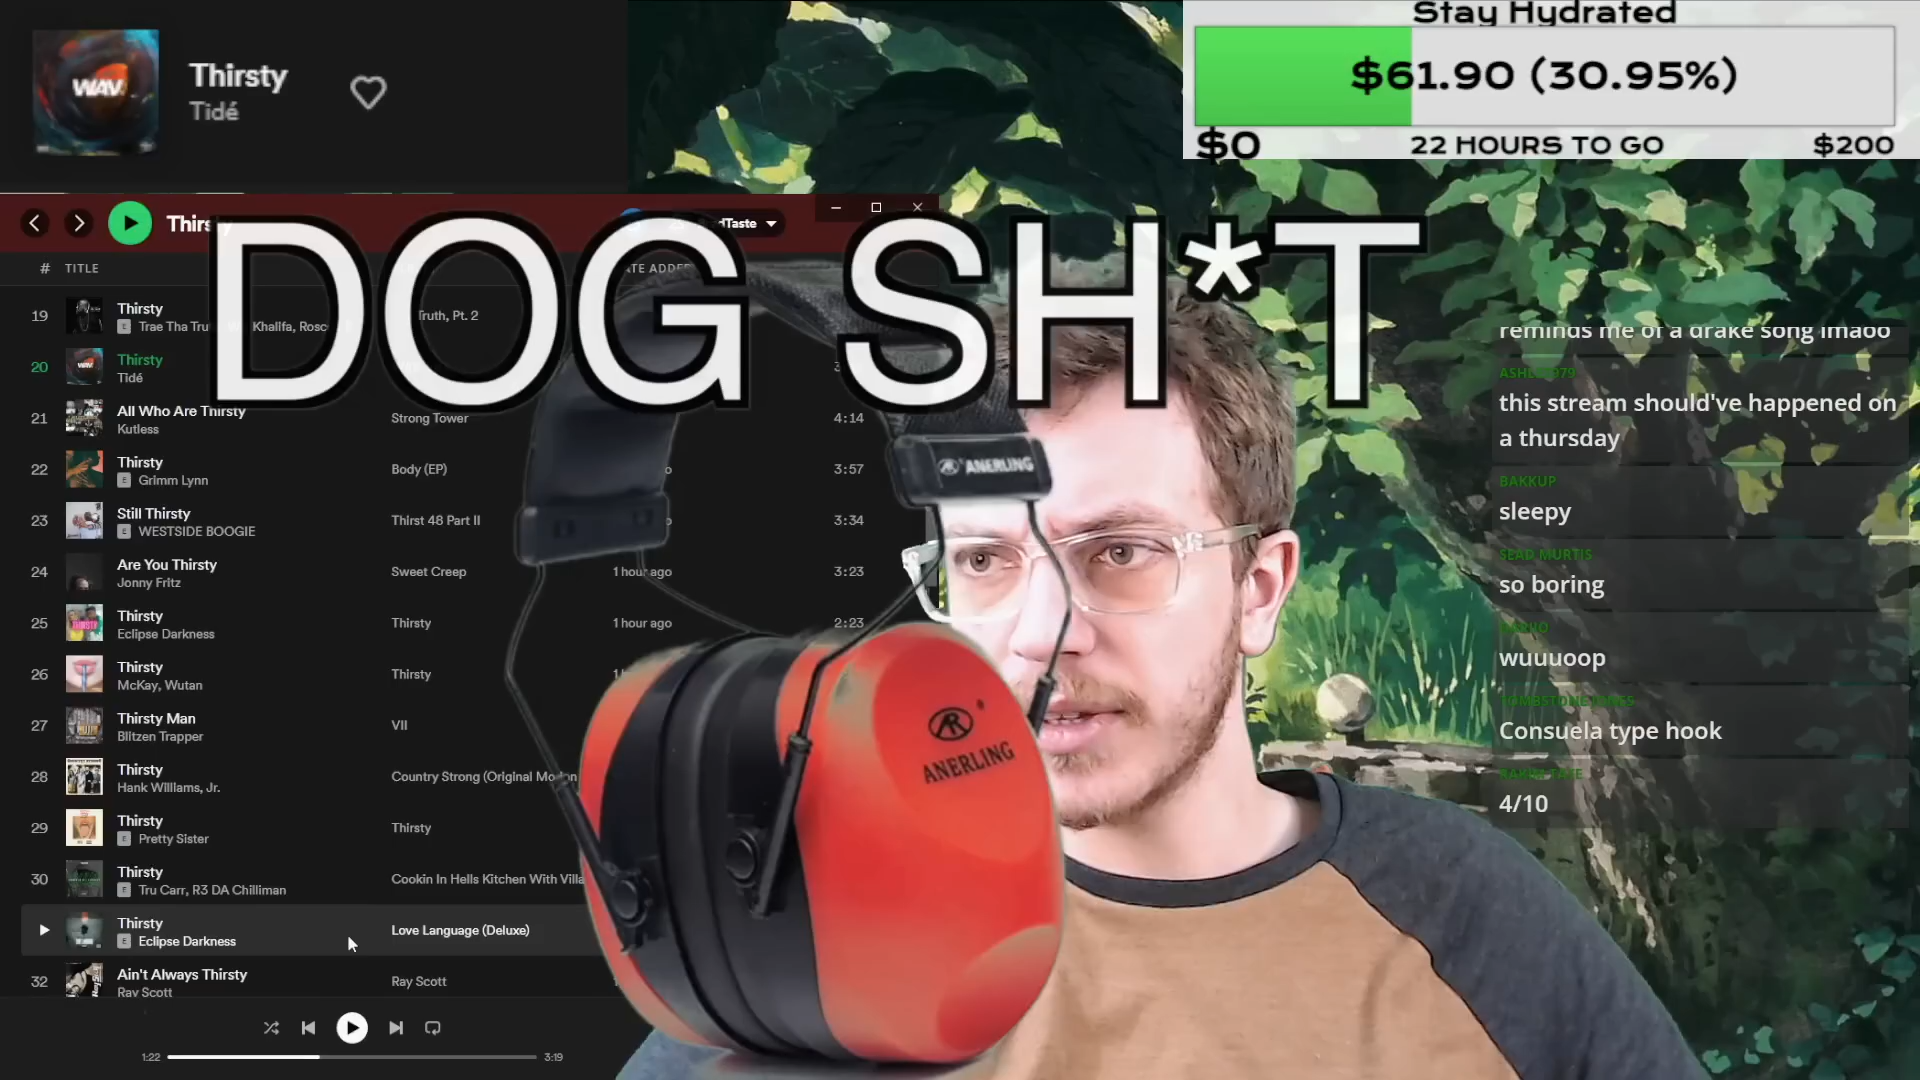 WAV.
Thirsty
Tidé
Stay Hydrated
$61.90 (30.95%)
$0
22 HOURS TO GO
$200
DOG SH*T
# TITLE
19
Thirsty
E Trae Tha Tru Khalifa, Rosc
Truth, Pt. 2
20
Thirsty
Tidé
21
All Who Are Thirsty
Kutless
Strong Tower
4:14
22
Thirsty
E Grimm Lynn
Body (EP)
3:57
23
Still Thirsty
E WESTSIDE BOOGIE
Thirst 48 Part II
3:34
24
Are You Thirsty
Jonny Fritz
Sweet Creep
1 hour ago
3:23
25
Thirsty
Eclipse Darkness
Thirsty
1 hour ago
2:23
26
Thirsty
McKay, Wutan
Thirsty
27
Thirsty Man
Blitzen Trapper
VII
28
Thirsty
Hank Williams, Jr.
Country Strong (Original Mo
29
Thirsty
E Pretty Sister
Thirsty
30
Thirsty
E Tru Carr, R3 DA Chilliman
Cookin In Hells Kitchen With Villa
Thirsty
E Eclipse Darkness
Love Language (Deluxe)
32
Ain't Always Thirsty
Ray Scott
Ray Scott
1:22
3:19
ANERLING
ANERLING
reminds me of a drake song lmaoo
this stream should've happened on
a thursday
BAKKUP
sleepy
SEAD MURTIS
so boring
wuuuoop
Consuela type hook
4/10